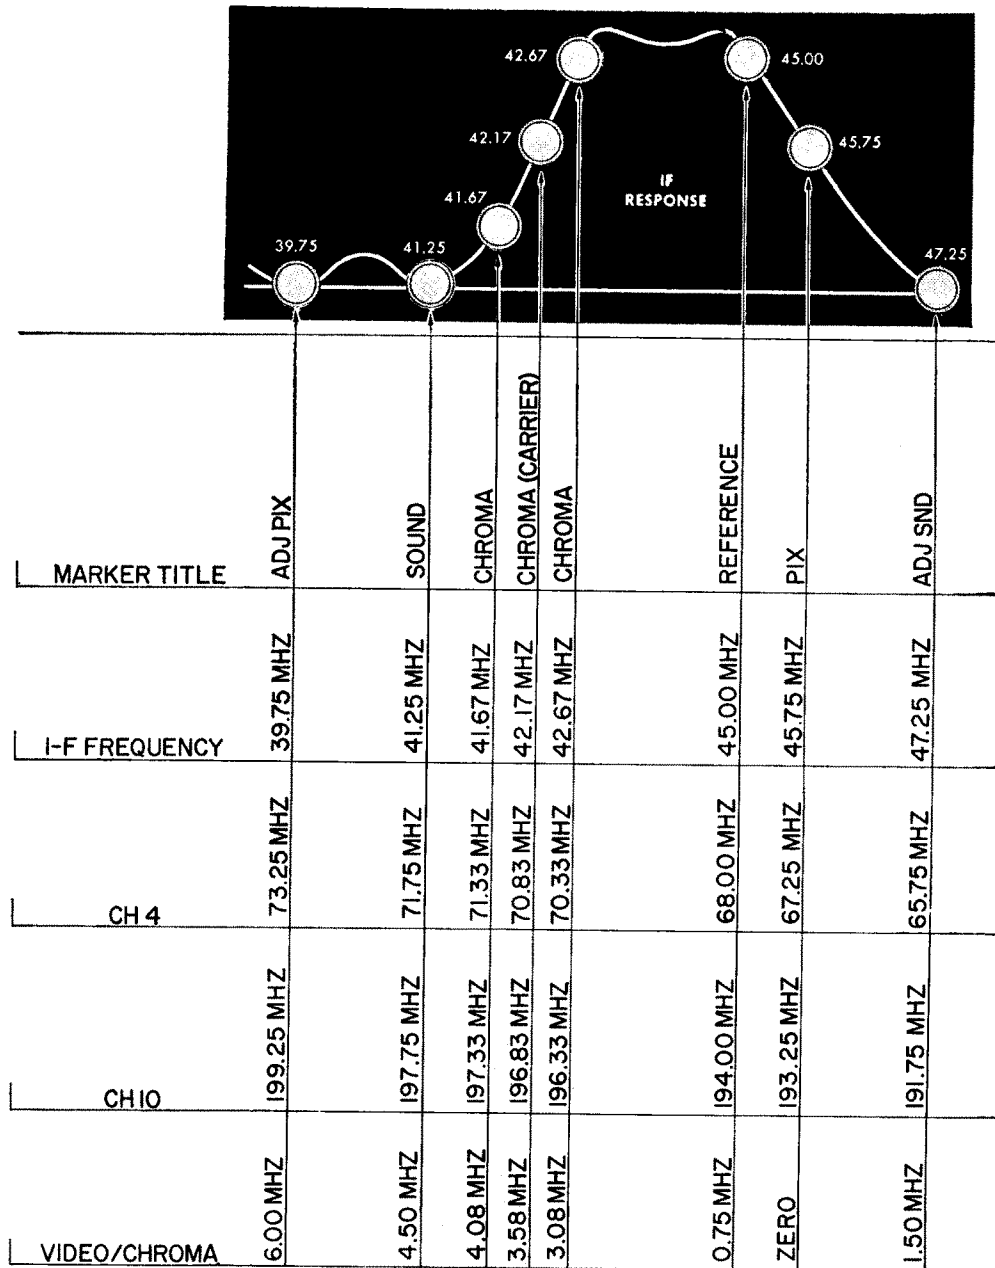 42.67
45.00
42.17
45.75
IF
RESPONSE
41.67
39.75
41.25
47.25
MARKER TITLE
ADJ PIX
SOUND
CHROMA
CHROMA (CARRIER)
CHROMA
REFERENCE
PIX
ADJ SND
I-F FREQUENCY
39.75 MHZ
41.25 MHZ
41.67 MHZ
42.17 MHZ
42.67 MHZ
45.00 MHZ
45.75 MHZ
47.25 MHZ
CH 4
73.25 MHZ
71.75 MHZ
71.33 MHZ
70.83 MHZ
70.33 MHZ
68.00 MHZ
67.25 MHZ
65.75 MHZ
CH 10
199.25 MHZ
197.75 MHZ
197.33 MHZ
196.83 MHZ
196.33 MHZ
194.00 MHZ
193.25 MHZ
191.75 MHZ
VIDEO/CHROMA
6.00 MHZ
4.50 MHZ
4.08 MHZ
3.58 MHZ
3.08 MHZ
0.75 MHZ
ZERO
1.50 MHZ